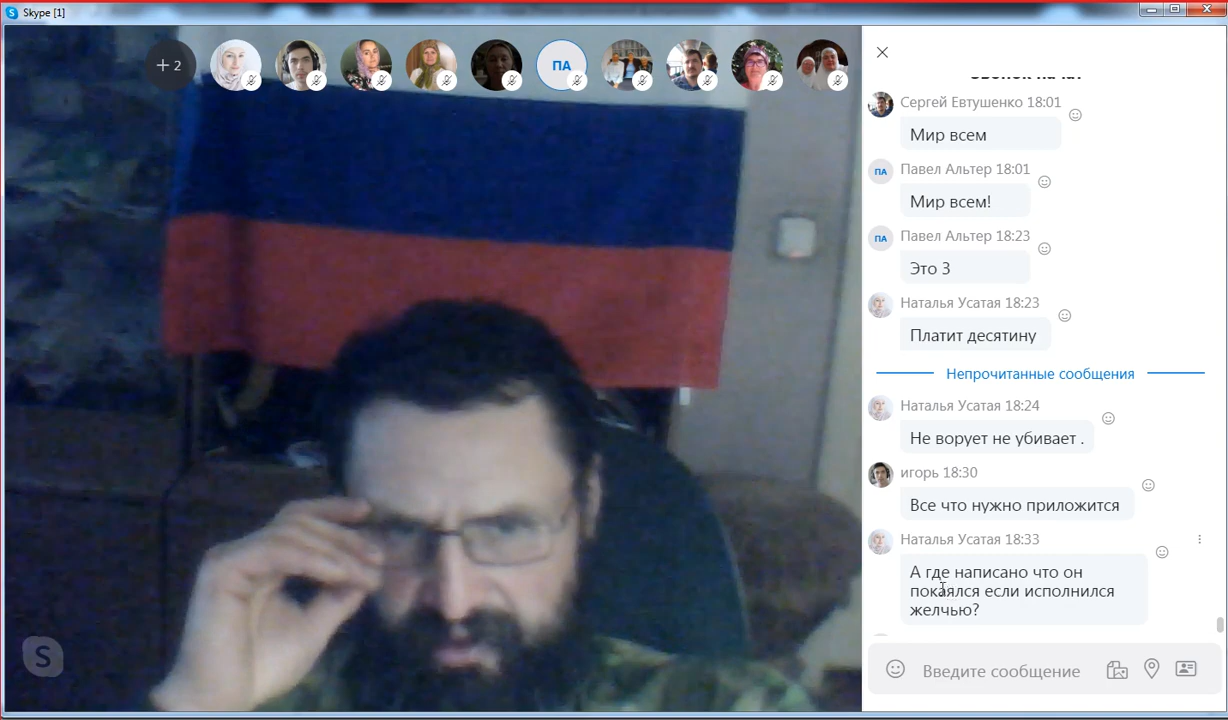 Skype [1]
+ 2
ПА
Сергей Евтушенко 18:01
Мир всем
ПА
Павел Альтер 18:01
Мир всем!
ПА
Павел Альтер 18:23
Это 3
Наталья Усатая 18:23
Платит десятину
Непрочитанные сообщения
Наталья Усатая 18:24
Не ворует не убивает .
игорь 18:30
Все что нужно приложится
Наталья Усатая 18:33
А где написано что он
покаялся если исполнился
желчью?
Введите сообщение